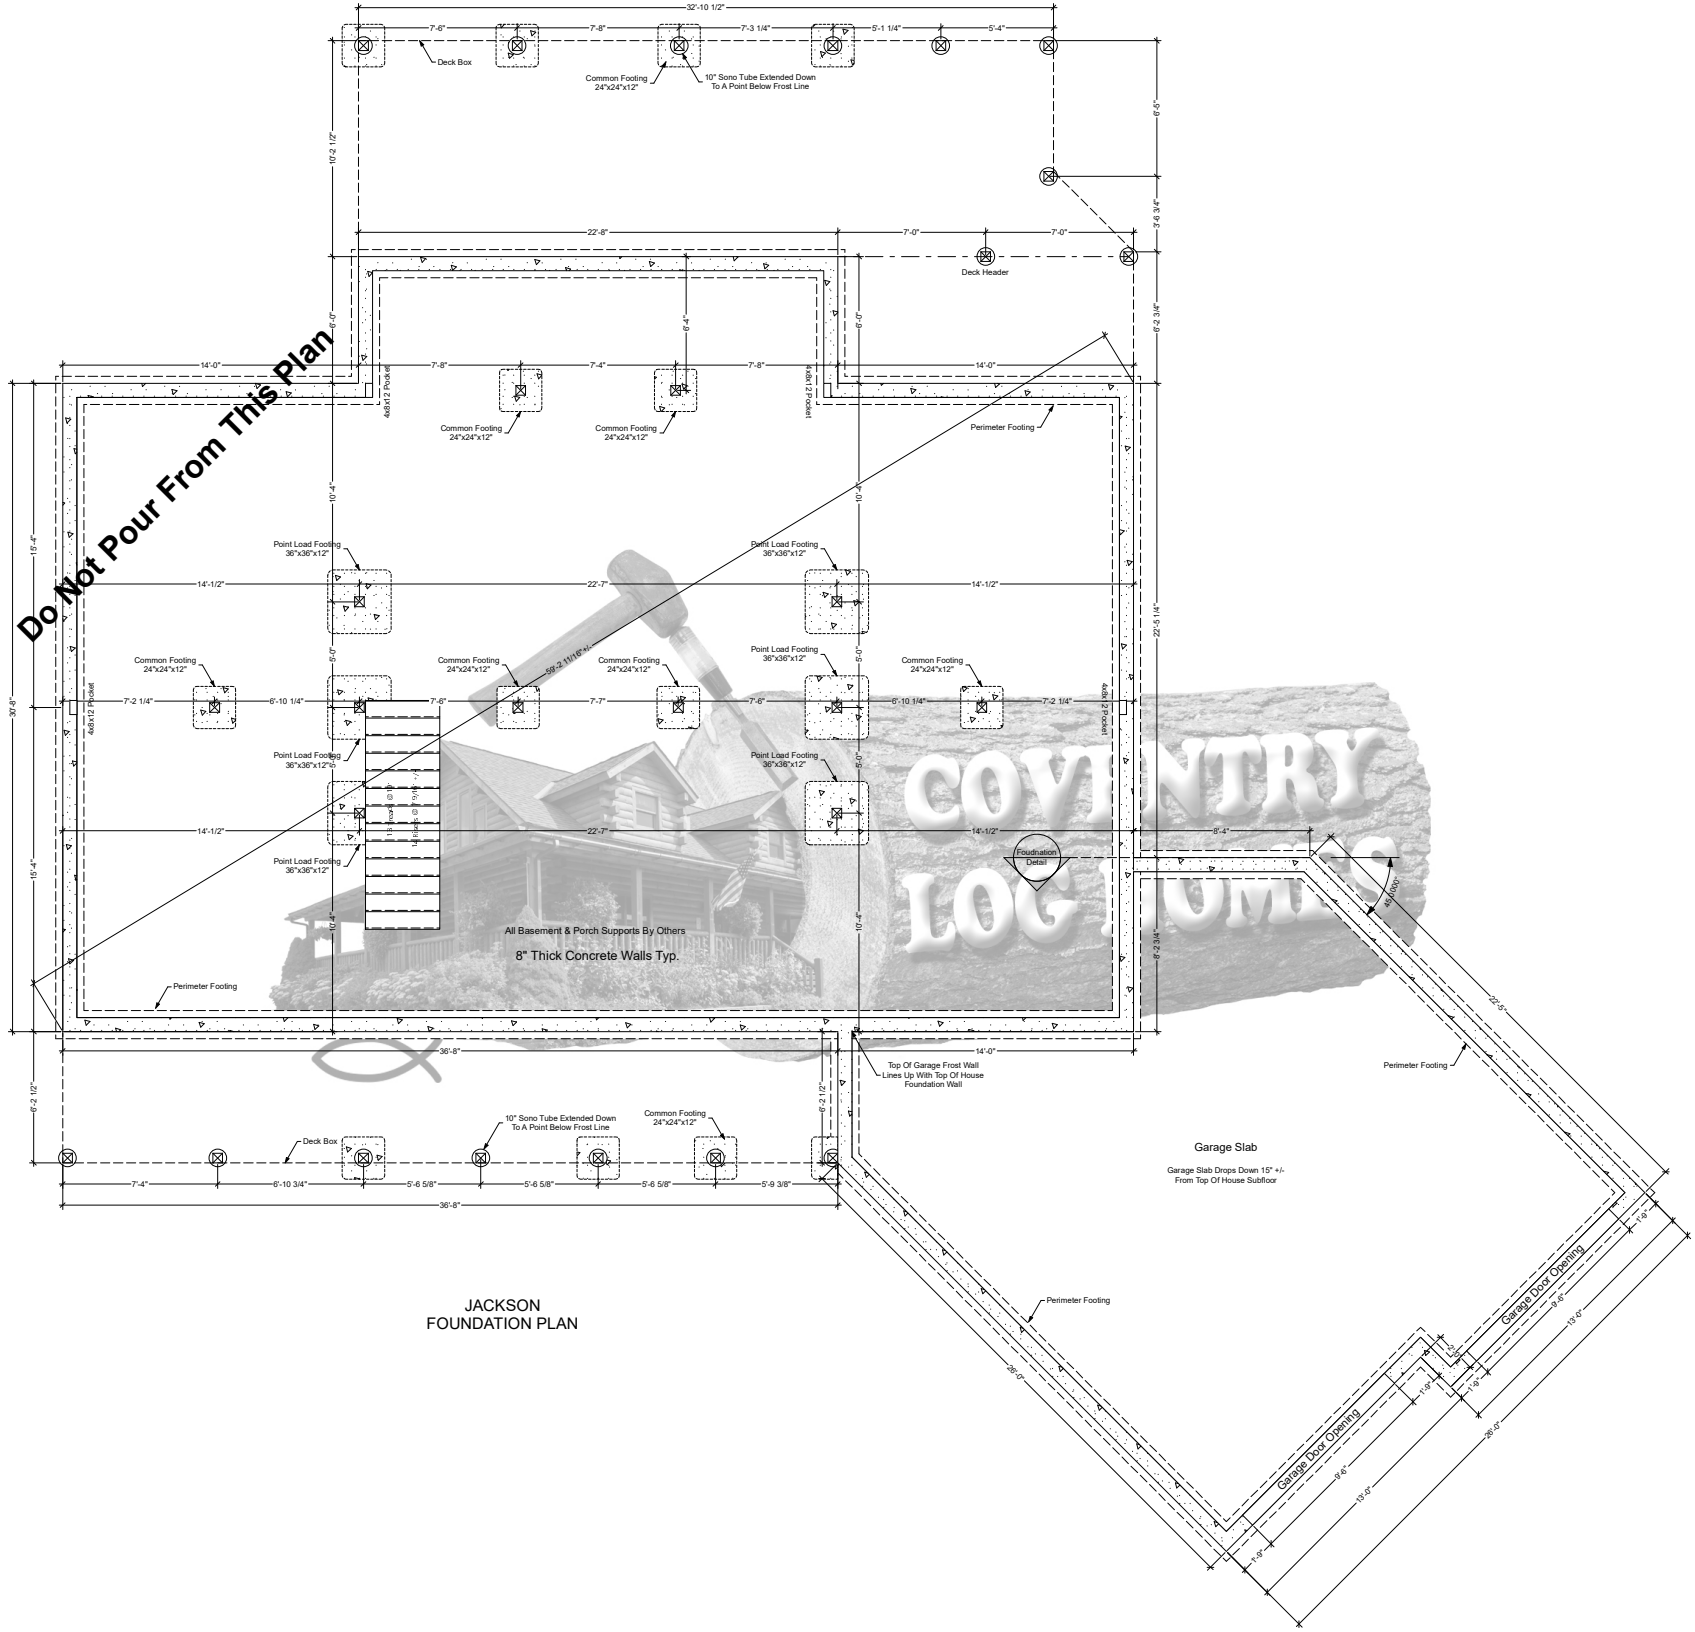 32'-10 1/2"
7'-6"
7'-8"
7'-3 1/4"
5'-1 1/4"
5'-4"
Deck Box
Common Footing
24"x24"x12"
10" Sono Tube Extended Down
To A Point Below Frost Line
6'-5"
10'-2 1/2"
3'-6 3/4"
22'-8"
7'-0"
7'-0"
Deck Header
6'-0"
6'-4"
6'-0"
6'-2 3/4"
Do Not Pour From This Plan
14'-0"
7'-8"
7'-4"
7'-8"
14'-0"
4x8x12 Pocket
4x8x12 Pocket
Common Footing
24"x24"x12"
Common Footing
24"x24"x12"
Perimeter Footing
10'-4"
10'-4"
15'-4"
30'-8"
Point Load Footing
36"x36"x12"
Point Load Footing
36"x36"x12"
14'-1/2"
22'-7"
14'-1/2"
22'-5 1/4"
59'-2 11/16"+/-
5'-0"
5'-0"
Common Footing
24"x24"x12"
Common Footing
24"x24"x12"
Common Footing
24"x24"x12"
Point Load Footing
36"x36"x12"
Common Footing
24"x24"x12"
4x8x12 Pocket
7'-2 1/4"
6'-10 1/4"
7'-6"
7'-7"
7'-6"
6'-10 1/4"
7'-2 1/4"
Point Load Footing
36"x36"x12"
5'-0"
Point Load Footing
36"x36"x12"
5'-0"
COVENTRY
LOG HOMES
14'-1/2"
22'-7"
14'-1/2"
8'-4"
Foudnation
Detail
45.0000°
Point Load Footing
36"x36"x12"
15'-4"
10'-4"
10'-4"
8'-2 3/4"
All Basement & Porch Supports By Others
8" Thick Concrete Walls Typ.
Perimeter Footing
22'-5"
36'-8"
14'-0"
Top Of Garage Frost Wall
Lines Up With Top Of House
Foundation Wall
Perimeter Footing
6'-2 1/2"
6'-2 1/2"
10" Sono Tube Extended Down
To A Point Below Frost Line
Common Footing
24"x24"x12"
Deck Box
Garage Slab
Garage Slab Drops Down 15" +/-
From Top Of House Subfloor
7'-4"
6'-10 3/4"
5'-6 5/8"
5'-6 5/8"
5'-6 5/8"
5'-9 3/8"
36'-8"
1'-9"
Garage Door Opening
9'-6"
13'-0"
JACKSON
FOUNDATION PLAN
Perimeter Footing
2'-0"
1'-9"
1'-9"
26'-0"
26'-0"
Garage Door Opening
9'-6"
13'-0"
1'-9"